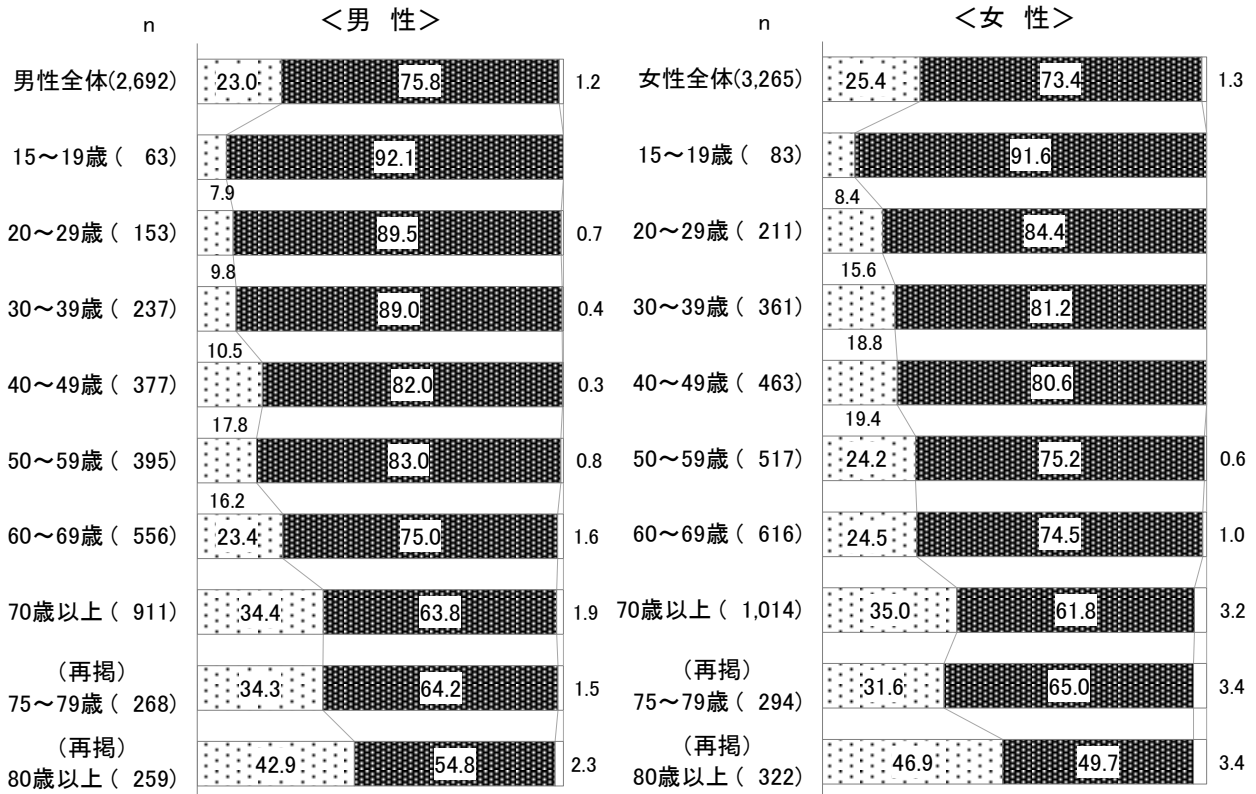 n
＜男 性＞
男性全体(2,692)
23.0
75.8
1.2
15～19歳( 63)
92.1
7.9
20～29歳( 153)
89.5
0.7
9.8
30～39歳( 237)
89.0
0.4
10.5
40～49歳( 377)
82.0
0.3
17.8
50～59歳( 395)
83.0
0.8
16.2
60～69歳( 556)
23.4
75.0
1.6
70歳以上( 911)
34.4
63.8
1.9
(再掲)
75～79歳( 268)
34.3
64.2
1.5
(再掲)
80歳以上( 259)
42.9
54.8
2.3
n
＜女 性＞
女性全体(3,265)
25.4
73.4
1.3
15～19歳( 83)
91.6
8.4
20～29歳( 211)
84.4
15.6
30～39歳( 361)
81.2
18.8
40～49歳( 463)
80.6
19.4
50～59歳( 517)
24.2
75.2
0.6
60～69歳( 616)
24.5
74.5
1.0
70歳以上( 1,014)
35.0
61.8
3.2
(再掲)
75～79歳( 294)
31.6
65.0
3.4
(再掲)
80歳以上( 322)
46.9
49.7
3.4